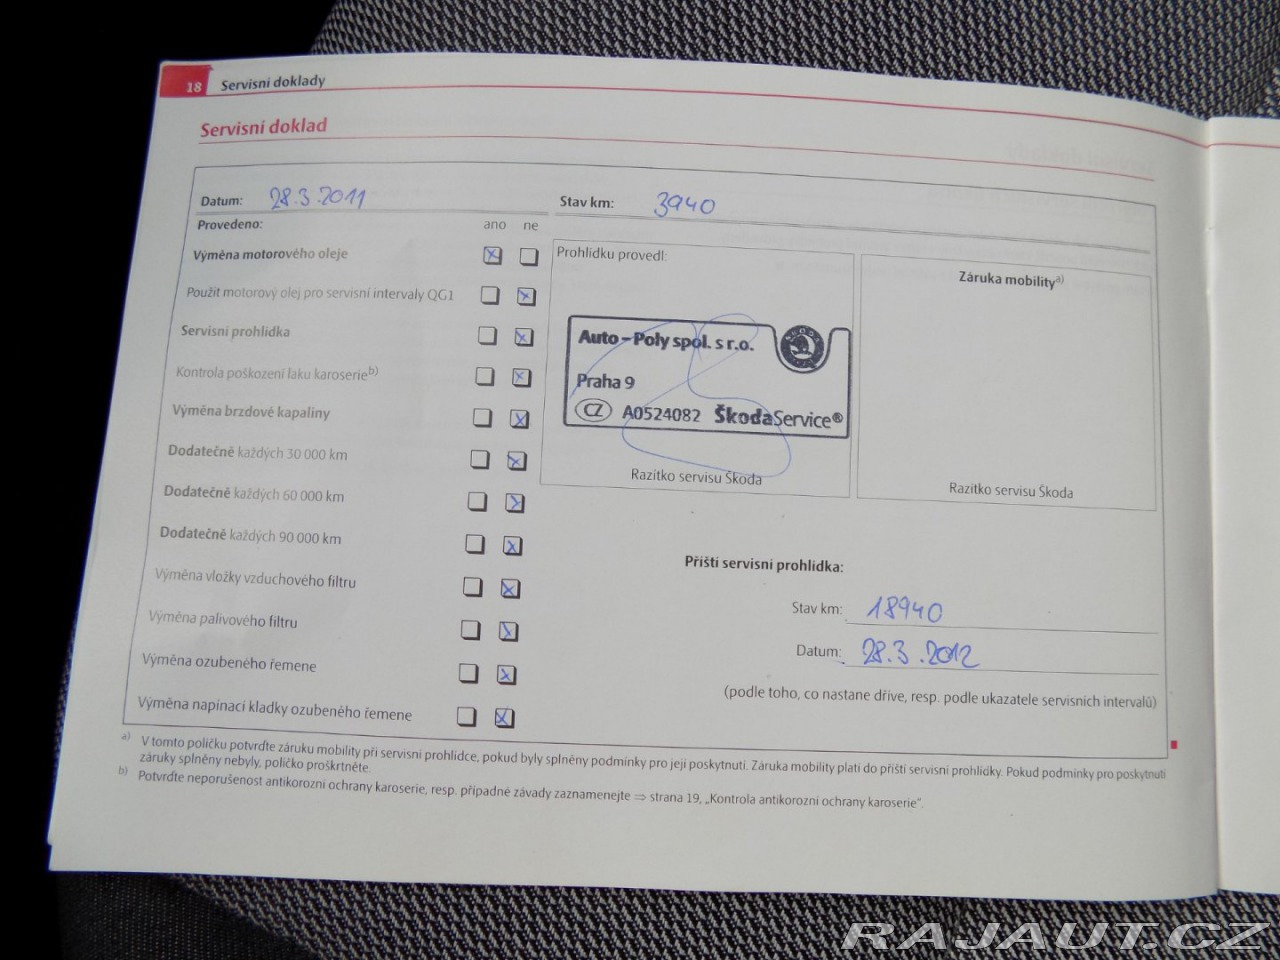 18 Servisní doklady
Servisní doklad
Datum: 28.3.2011 Stav km: 3940
Provedeno: ano ne
Výměna motorového oleje
Použit motorový olej pro servisní intervaly QG1
Servisní prohlídka
Kontrola poškození laku karoserie b)
Výměna brzdové kapaliny
Dodatečně každých 30 000 km
Dodatečně každých 60 000 km
Dodatečně každých 90 000 km
Výměna vložky vzduchového filtru
Výměna palivového filtru
Výměna ozubeného řemene
Výměna napínací kladky ozubeného řemene
Prohlídku provedl:
Auto-Poly spol. s r.o.
ŠKODA
Praha 9
CZ A0524082 ŠkodaService®
Razítko servisu Škoda
Záruka mobility a)
Razítko servisu Škoda
Příští servisní prohlídka:
Stav km: 18940
Datum: 28.3.2012
(podle toho, co nastane dříve, resp. podle ukazatele servisních intervalů)
a) V tomto políčku potvrďte záruku mobility při servisní prohlídce, pokud byly splněny podmínky pro její poskytnutí. Záruka mobility platí do příští servisní prohlídky. Pokud podmínky pro poskytnutí
záruky splněny nebyly, políčko proškrtněte.
b) Potvrďte neporušenost antikorozní ochrany karoserie, resp. případné závady zaznamenejte ⇒ strana 19, „Kontrola antikorozní ochrany karoserie".
RAJAUT.CZ